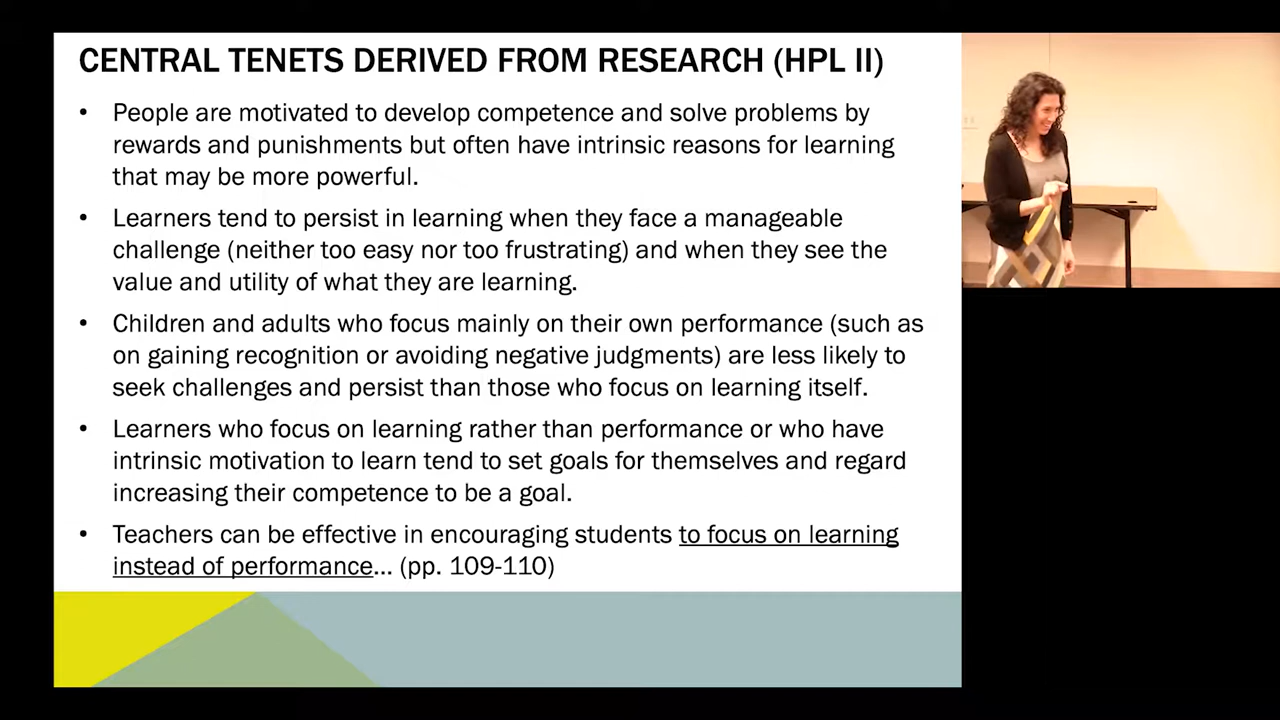 CENTRAL TENETS DERIVED FROM RESEARCH (HPL II)
• People are motivated to develop competence and solve problems by
rewards and punishments but often have intrinsic reasons for learning
that may be more powerful.
• Learners tend to persist in learning when they face a manageable
challenge (neither too easy nor too frustrating) and when they see the
value and utility of what they are learning.
• Children and adults who focus mainly on their own performance (such as
on gaining recognition or avoiding negative judgments) are less likely to
seek challenges and persist than those who focus on learning itself.
• Learners who focus on learning rather than performance or who have
intrinsic motivation to learn tend to set goals for themselves and regard
increasing their competence to be a goal.
• Teachers can be effective in encouraging students to focus on learning
instead of performance... (pp. 109-110)